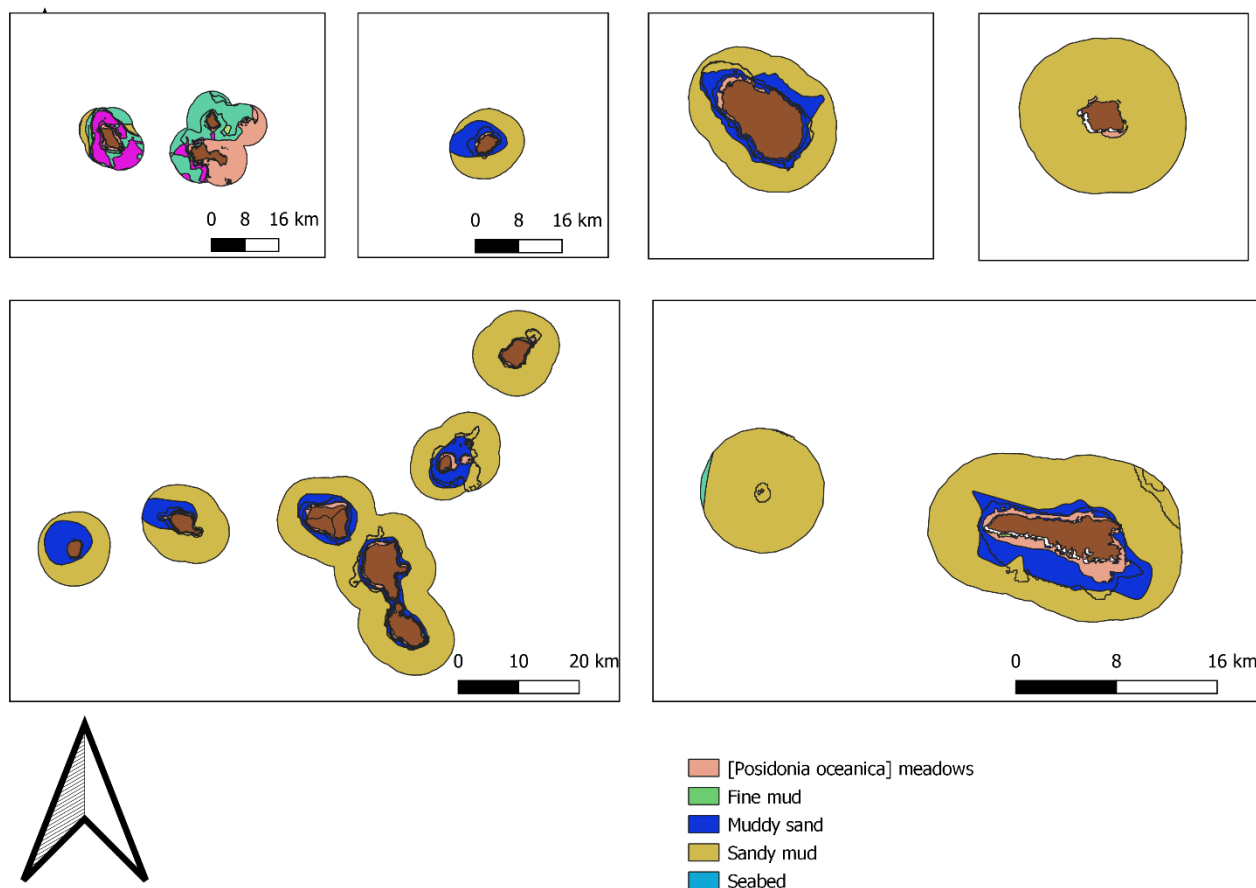 0 8 16 km
0 8 16 km
0 10 20 km
0 8 16 km
[Posidonia oceanica] meadows
Fine mud
Muddy sand
Sandy mud
Seabed